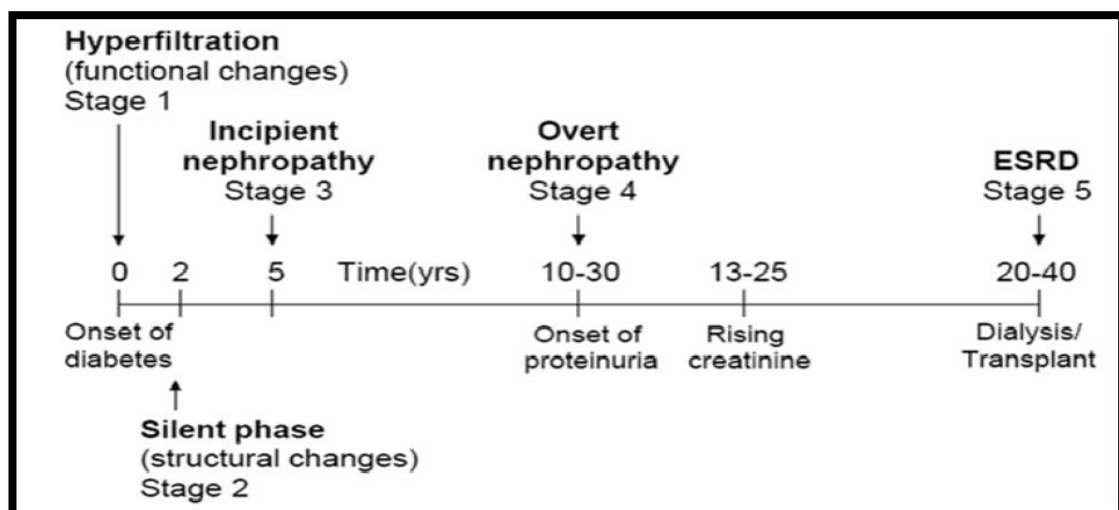 Hyperfiltration
(functional changes)
Stage 1
Incipient
nephropathy
Stage 3
Overt
nephropathy
Stage 4
ESRD
Stage 5
0 2 5 Time(yrs) 10-30 13-25 20-40
Onset of
diabetes
Onset of
proteinuria
Rising
creatinine
Dialysis/
Transplant
Silent phase
(structural changes)
Stage 2